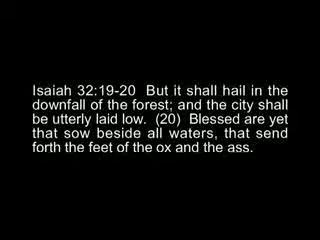 Isaiah 32:19-20  But it shall hail in the
downfall of the forest; and the city shall
be utterly laid low.  (20)  Blessed are yet
that sow beside all waters, that send
forth the feet of the ox and the ass.